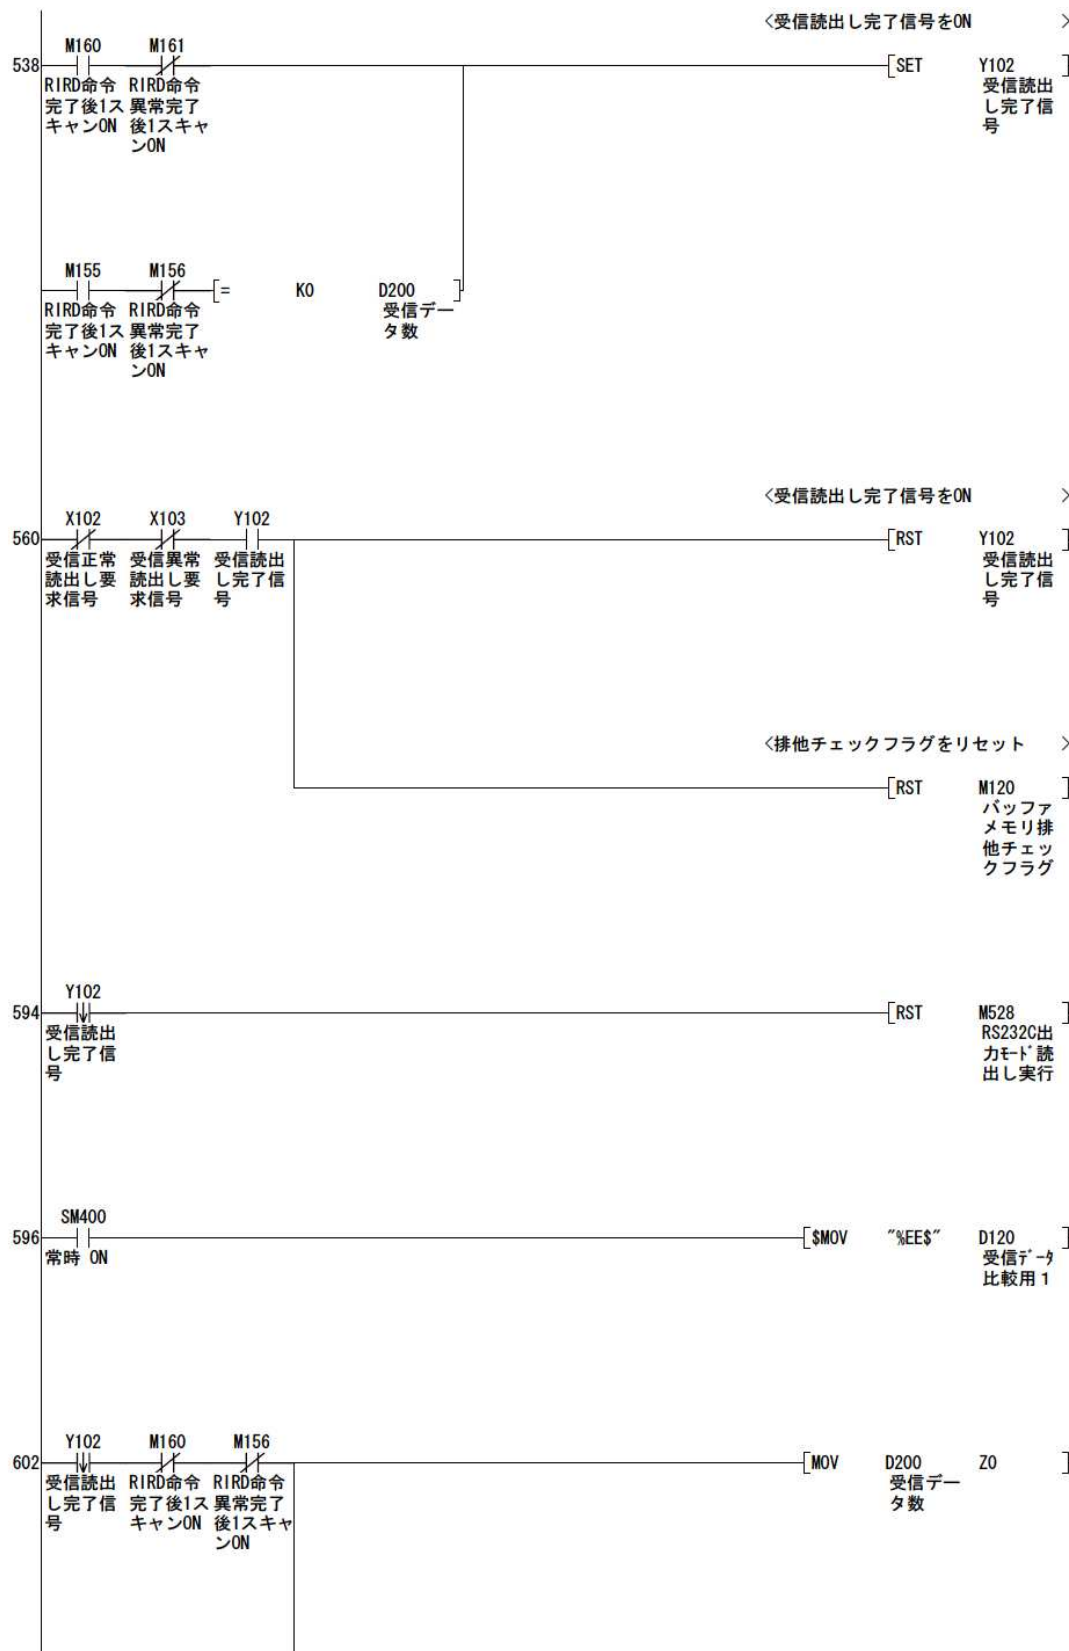 <受信読出し完了信号をON >
M160 M161
538 [SET Y102 ]
RIRD命令 RIRD命令 受信読出
完了後1ス 異常完了 し完了信
キャンON 後1スキャ 号
ンON
M155 M156
[= K0 D200 ]
RIRD命令 RIRD命令 受信デー
完了後1ス 異常完了 タ数
キャンON 後1スキャ
ンON
<受信読出し完了信号をON >
X102 X103 Y102
560 [RST Y102 ]
受信正常 受信異常 受信読出 受信読出
読出し要 読出し要 し完了信 し完了信
求信号 求信号 号 号
<排他チェックフラグをリセット >
[RST M120 ]
バッファ
メモリ排
他チェッ
クフラグ
Y102
594 [RST M528 ]
受信読出 RS232C出
し完了信 力ﾓｰﾄﾞ読
号 出し実行
SM400
596 [$MOV "%EE$" D120 ]
常時 ON 受信ﾃﾞｰﾀ
比較用1
Y102 M160 M156
602 [MOV D200 Z0 ]
受信読出 RIRD命令 RIRD命令 受信デー
し完了信 完了後1ス 異常完了 タ数
号 キャンON 後1スキャ
ンON